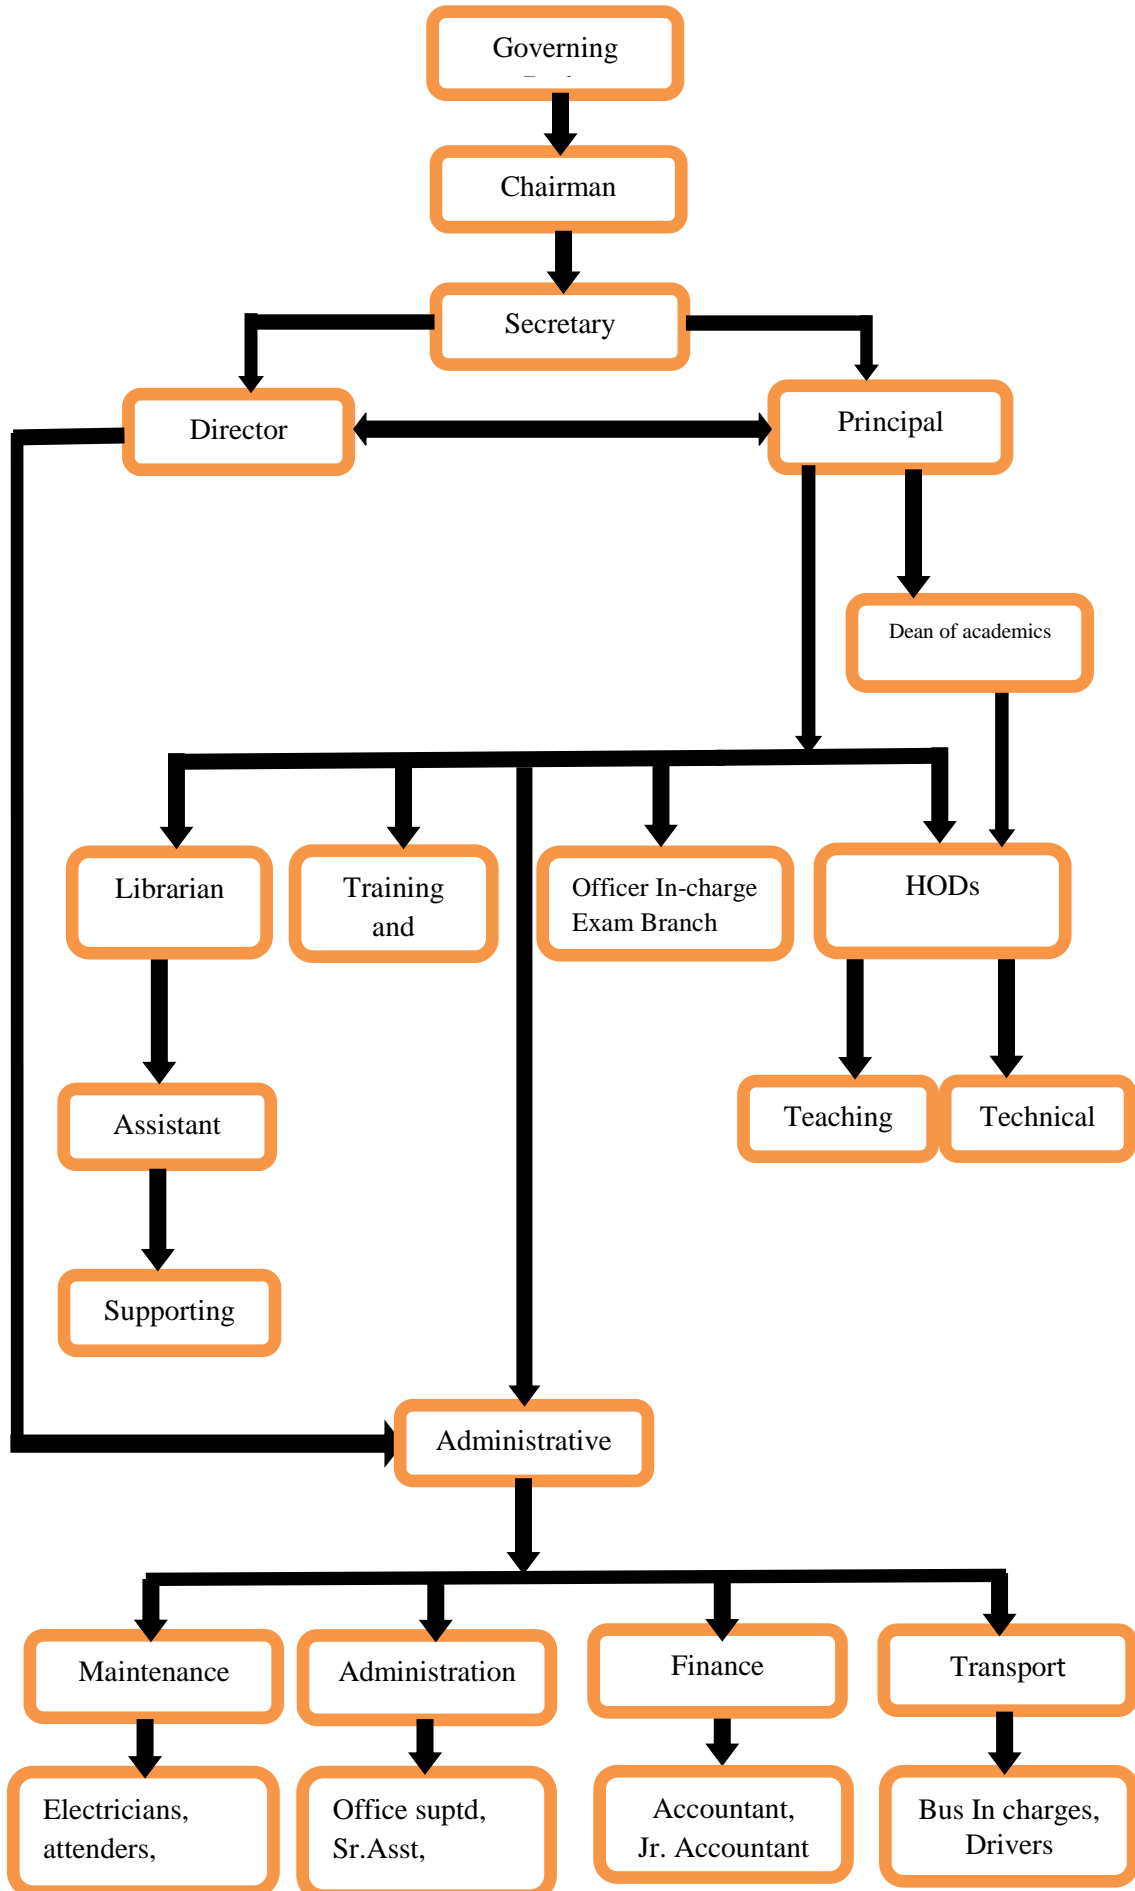 Governing
Chairman
Secretary
Director
Principal
Dean of academics
Librarian
Training
and
Officer In-charge
Exam Branch
HODs
Assistant
Teaching
Technical
Supporting
Administrative
Maintenance
Administration
Finance
Transport
Electricians,
attenders,
Office suptd,
Sr.Asst,
Accountant,
Jr. Accountant
Bus In charges,
Drivers